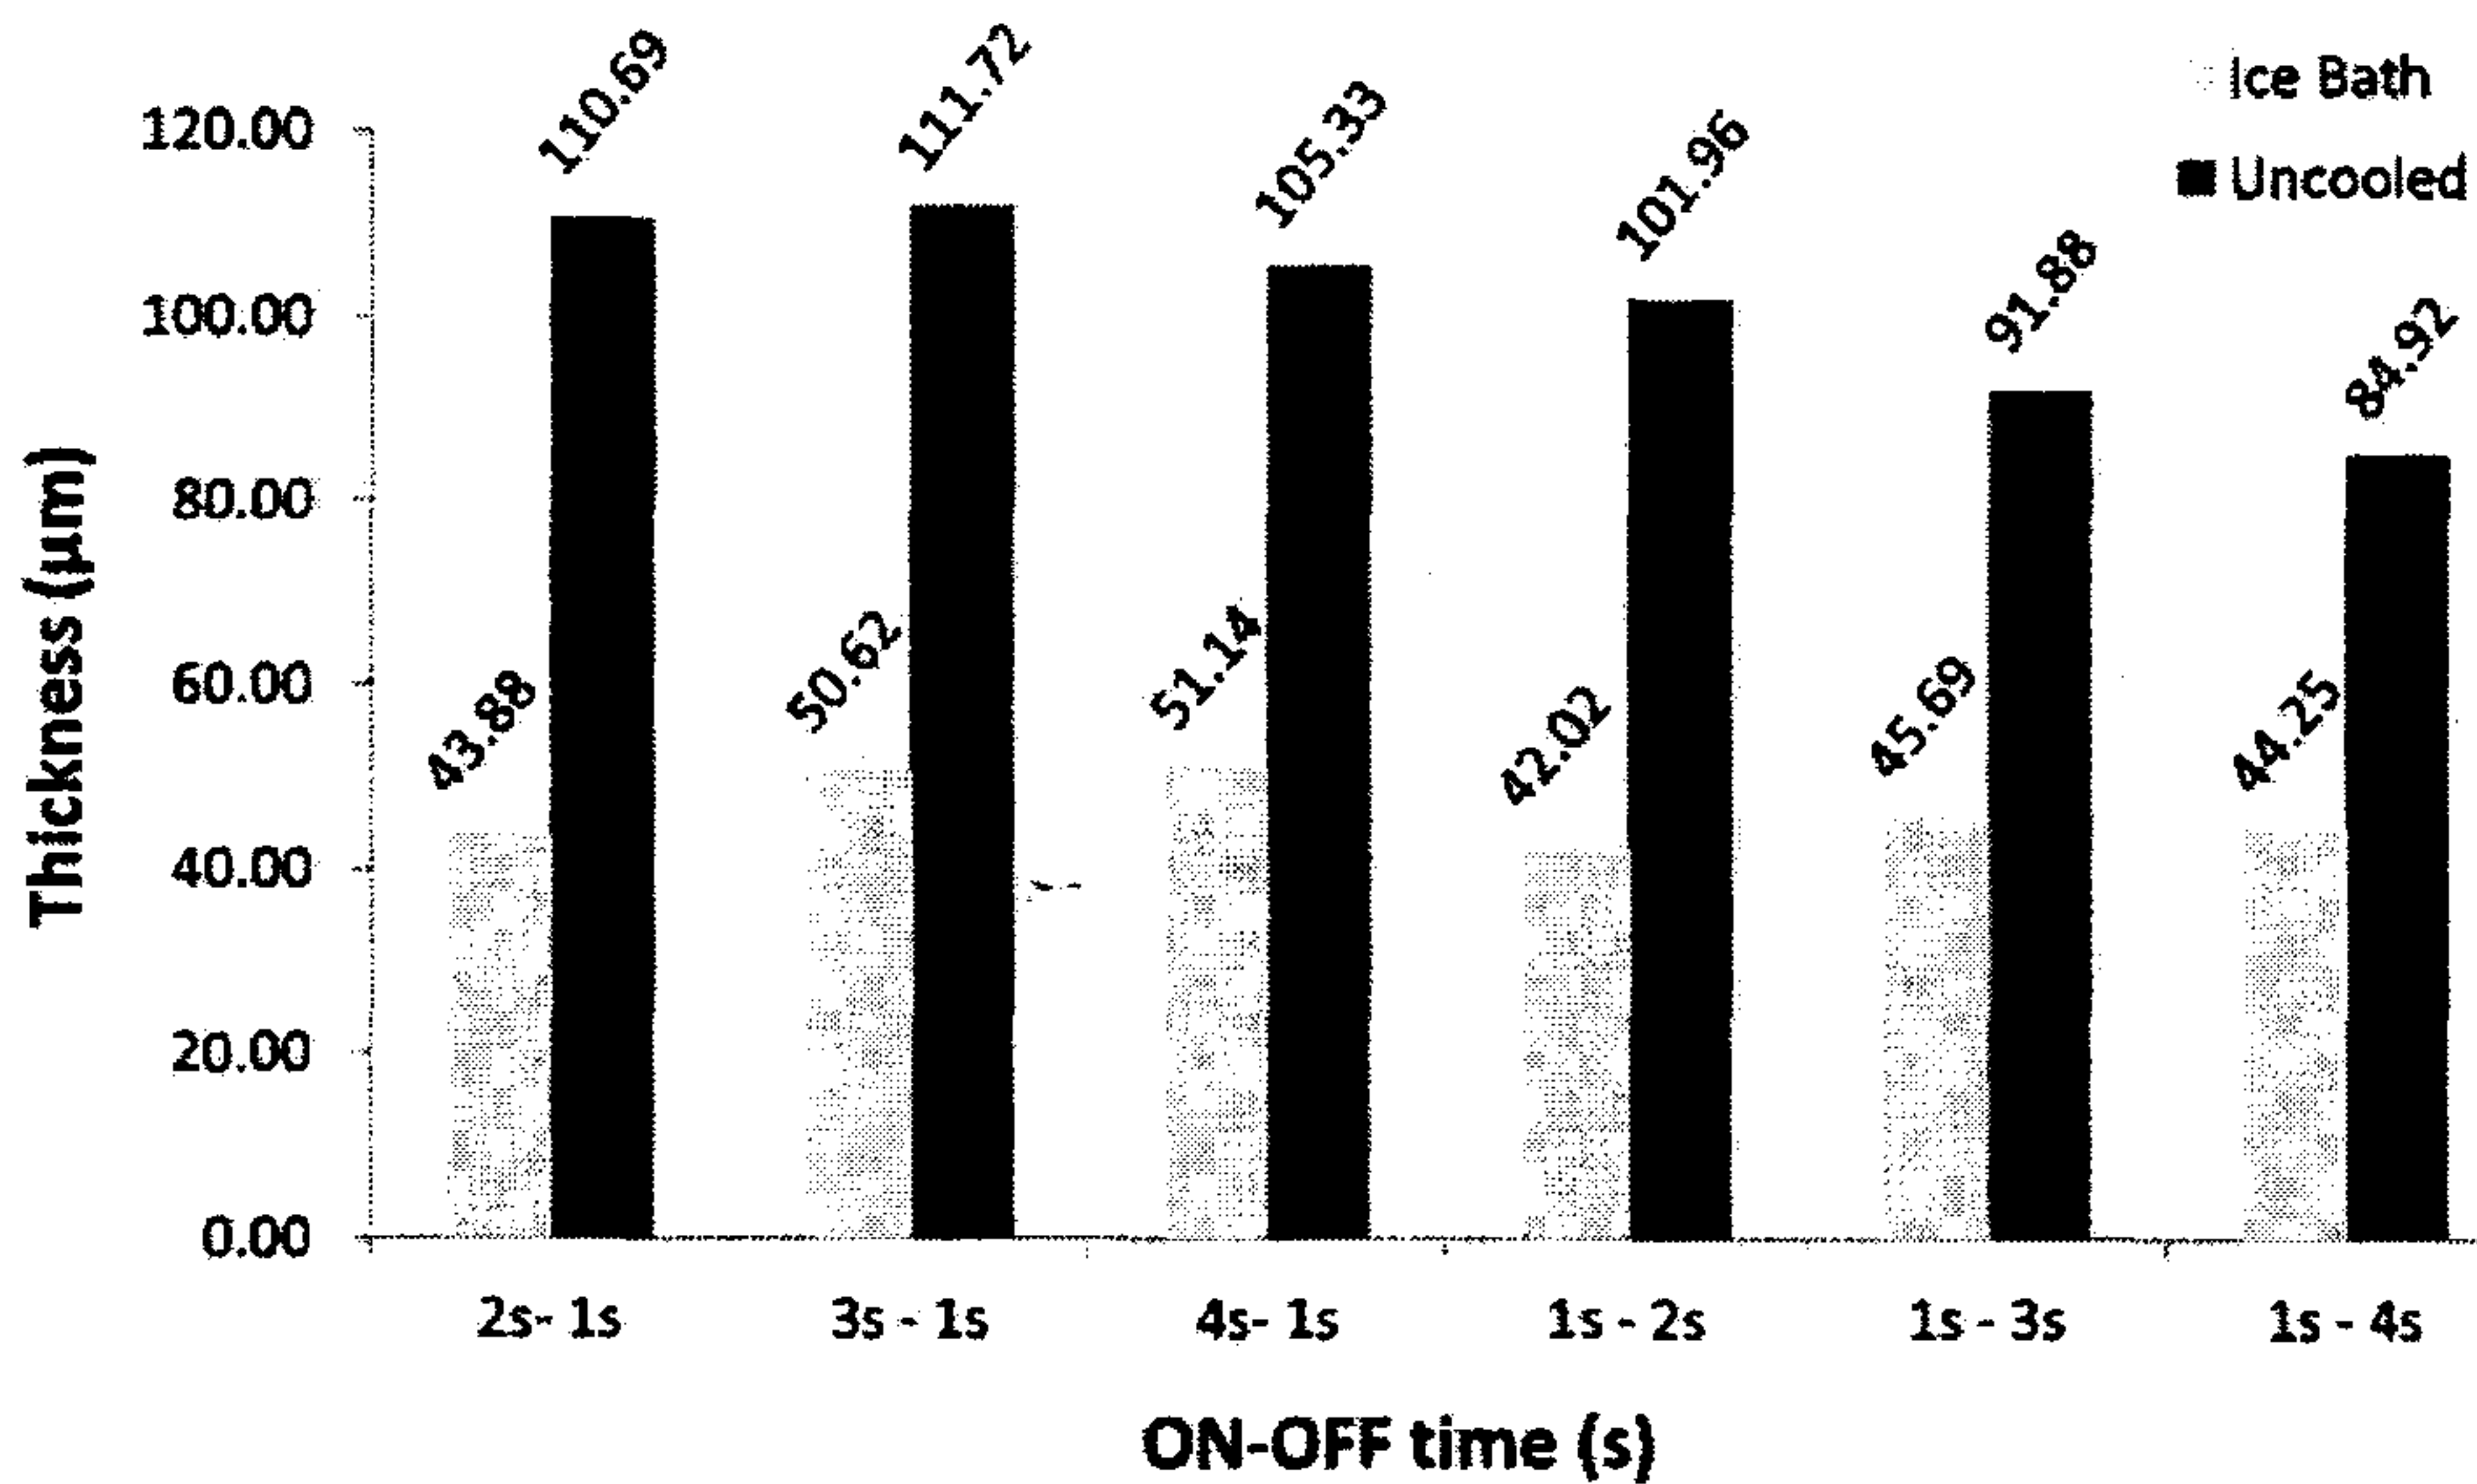 Ice Bath
Uncooled
Thickness (µm)
120.00
100.00
80.00
60.00
40.00
20.00
0.00
43.88
110.69
50.62
111.72
51.14
105.33
42.02
101.96
45.69
91.88
44.25
84.92
2s- 1s
3s - 1s
4s- 1s
1s - 2s
1s - 3s
1s - 4s
ON-OFF time (s)